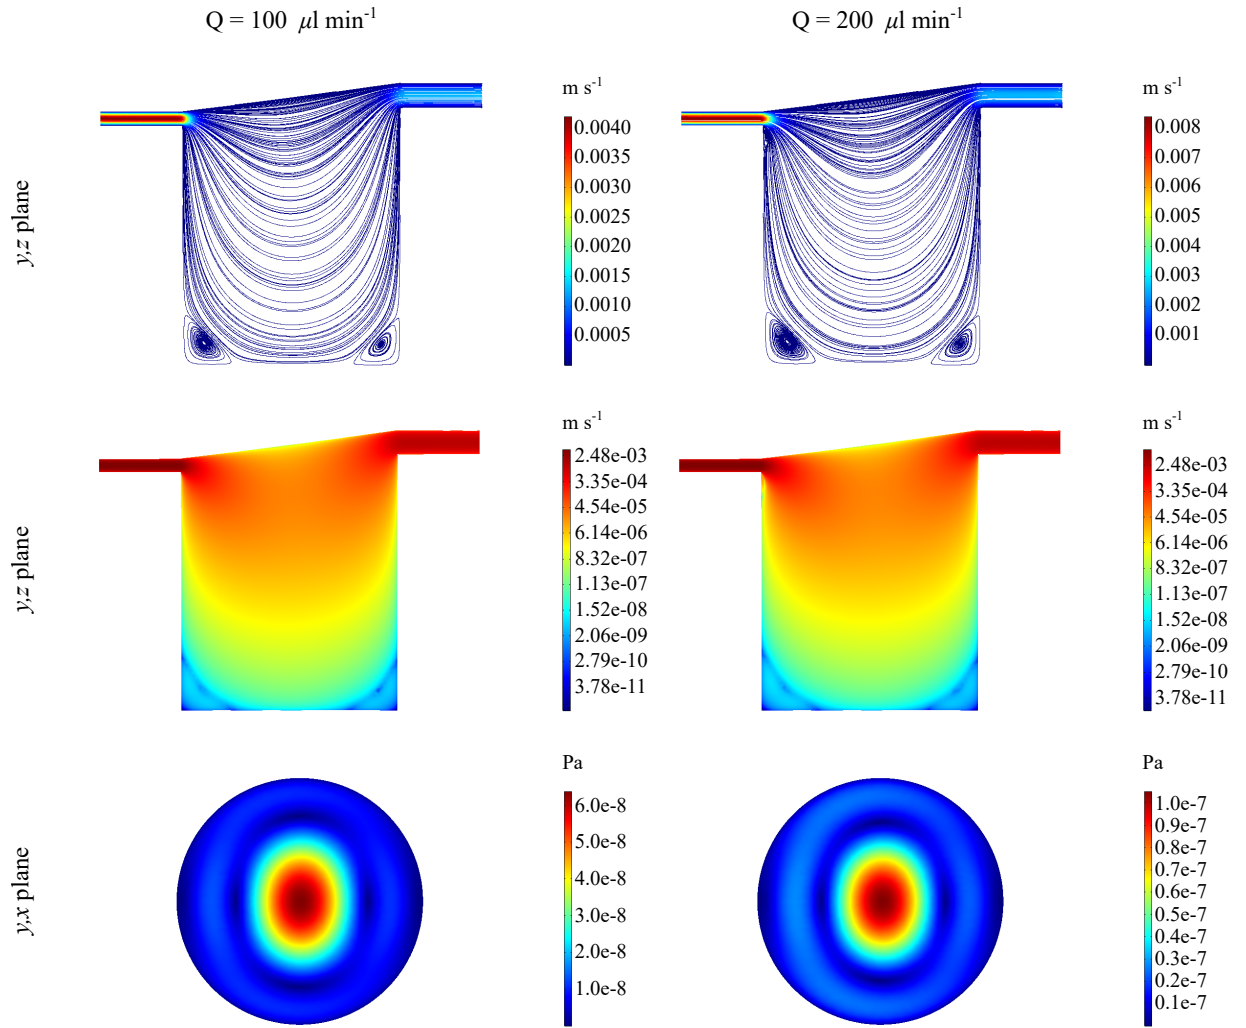 Q = 100 μl min-1
Q = 200 μl min-1
y,z plane
m s-1
0.0040
0.0035
0.0030
0.0025
0.0020
0.0015
0.0010
0.0005
m s-1
0.008
0.007
0.006
0.005
0.004
0.003
0.002
0.001
y,z plane
m s-1
2.48e-03
3.35e-04
4.54e-05
6.14e-06
8.32e-07
1.13e-07
1.52e-08
2.06e-09
2.79e-10
3.78e-11
m s-1
2.48e-03
3.35e-04
4.54e-05
6.14e-06
8.32e-07
1.13e-07
1.52e-08
2.06e-09
2.79e-10
3.78e-11
y,x plane
Pa
6.0e-8
5.0e-8
4.0e-8
3.0e-8
2.0e-8
1.0e-8
Pa
1.0e-7
0.9e-7
0.8e-7
0.7e-7
0.6e-7
0.5e-7
0.4e-7
0.3e-7
0.2e-7
0.1e-7